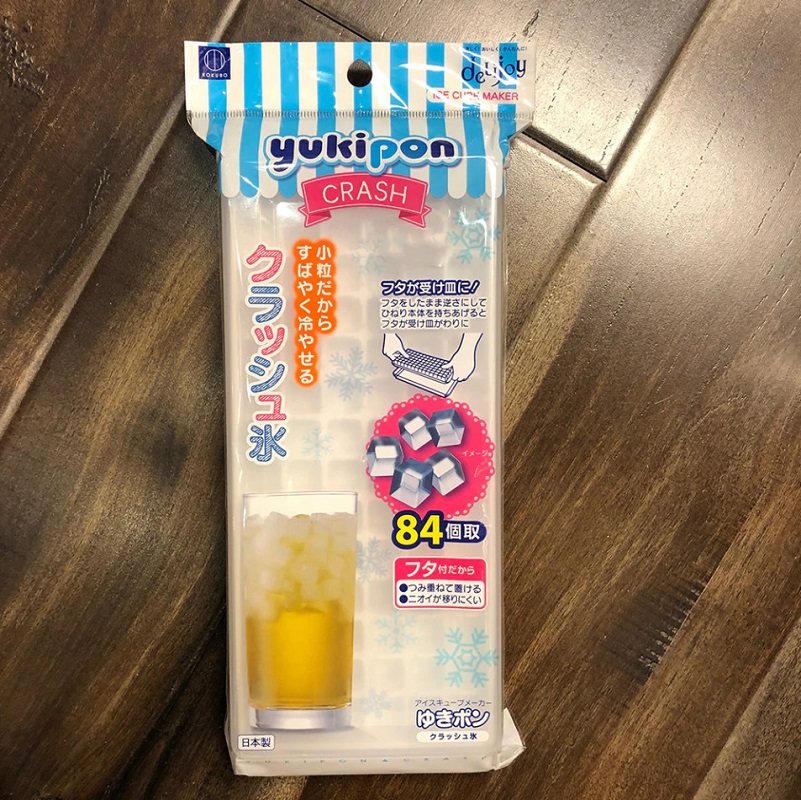 KOKUBO
deujoy
ICE CUBE MAKER
yukipon
CRASH
小粒だから
すばやく冷やせる
クラッシュ氷
フタが受け皿に!
フタをしたまま逆さにして
ひねり本体を持ちあげると
フタが受け皿がわりに
イメージ
84個取
フタ付だから
●つみ重ねて置ける
●ニオイが移りにくい
アイスキューブメーカー
ゆきポン
クラッシュ氷
日本製